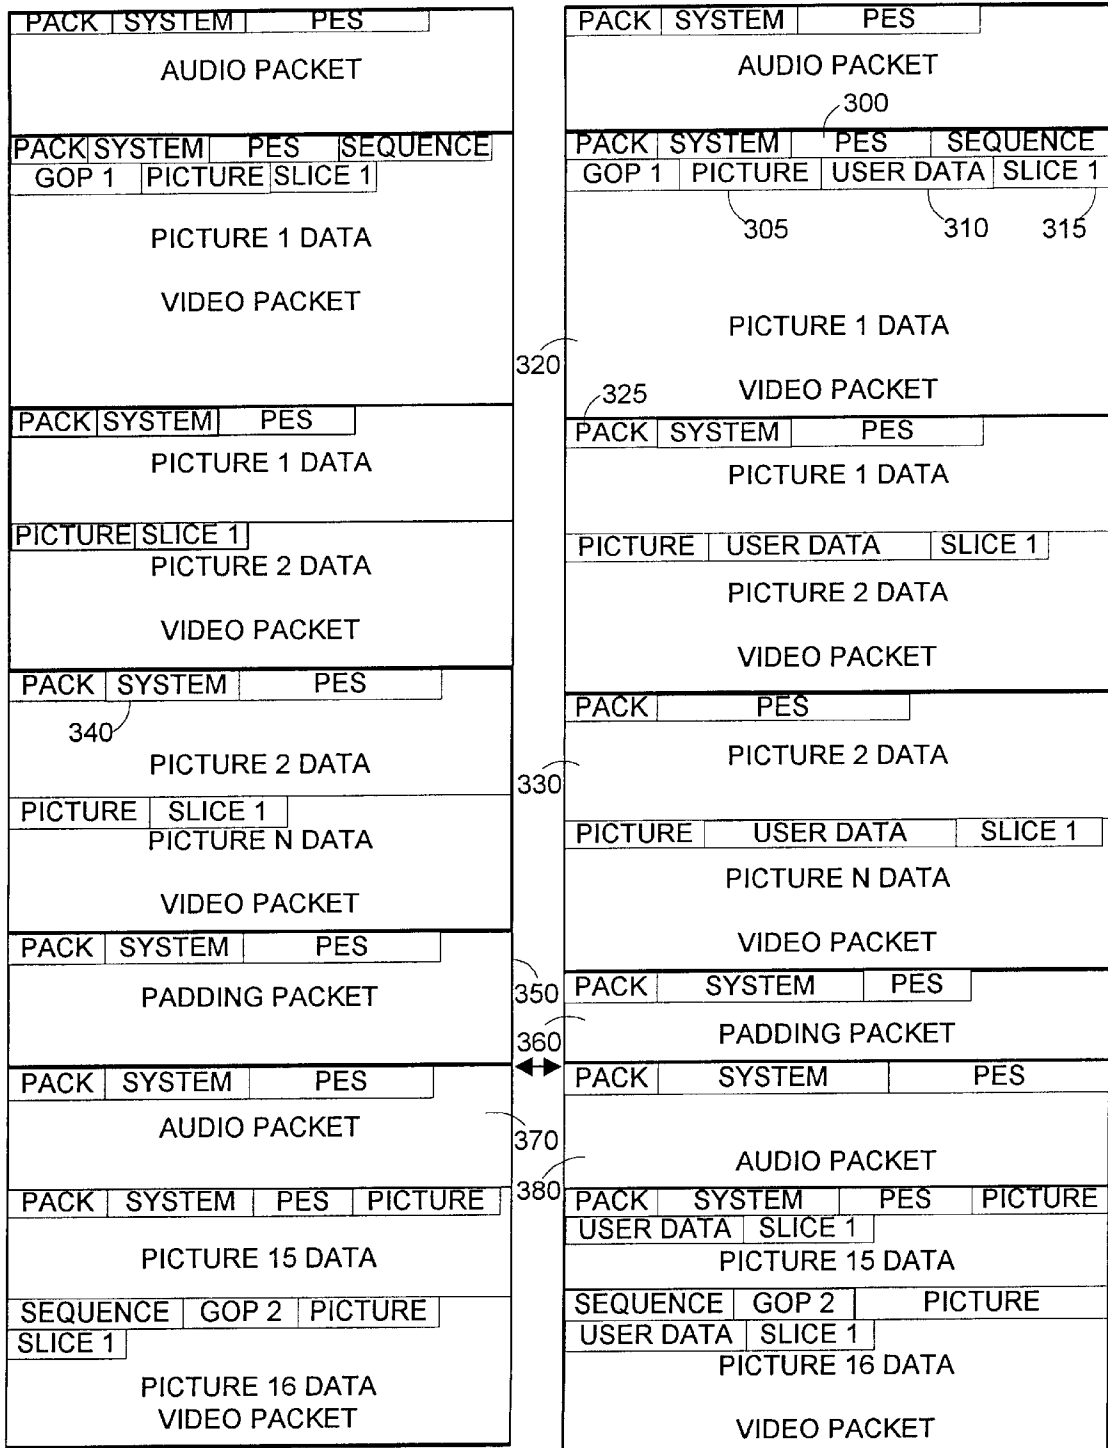 PACK SYSTEM PES
AUDIO PACKET
PACK SYSTEM PES SEQUENCE
GOP 1 PICTURE SLICE 1
PICTURE 1 DATA
VIDEO PACKET
PACK SYSTEM PES
PICTURE 1 DATA
PICTURE SLICE 1
PICTURE 2 DATA
VIDEO PACKET
PACK SYSTEM PES
340
PICTURE 2 DATA
PICTURE SLICE 1
PICTURE N DATA
VIDEO PACKET
PACK SYSTEM PES
350
PADDING PACKET
PACK SYSTEM PES
AUDIO PACKET
370
PACK SYSTEM PES PICTURE
PICTURE 15 DATA
SEQUENCE GOP 2 PICTURE
SLICE 1
PICTURE 16 DATA
VIDEO PACKET
PACK SYSTEM PES
AUDIO PACKET
300
PACK SYSTEM PES SEQUENCE
GOP 1 PICTURE USER DATA SLICE 1
305 310 315
PICTURE 1 DATA
320
VIDEO PACKET
325
PACK SYSTEM PES
PICTURE 1 DATA
PICTURE USER DATA SLICE 1
PICTURE 2 DATA
VIDEO PACKET
PACK PES
PICTURE 2 DATA
330
PICTURE USER DATA SLICE 1
PICTURE N DATA
VIDEO PACKET
PACK SYSTEM PES
PADDING PACKET
360
PACK SYSTEM PES
AUDIO PACKET
380
PACK SYSTEM PES PICTURE
USER DATA SLICE 1
PICTURE 15 DATA
SEQUENCE GOP 2 PICTURE
USER DATA SLICE 1
PICTURE 16 DATA
VIDEO PACKET